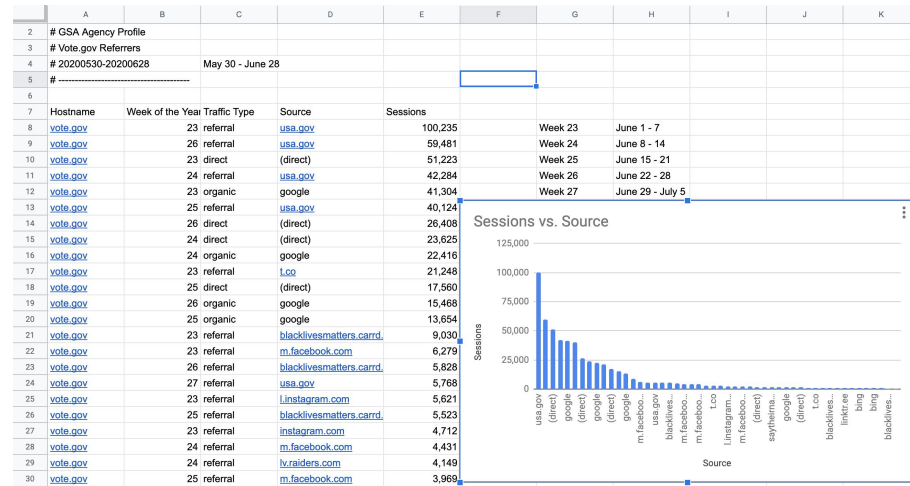 A B C D E F G H I J K
2 # GSA Agency Profile
3 # Vote.gov Referrers
4 # 20200530-20200628 May 30 - June 28
5 # ----------------------------------------
6
7 Hostname Week of the Year Traffic Type Source Sessions
8 vote.gov 23 referral usa.gov 100,235 Week 23 June 1 - 7
9 vote.gov 26 referral usa.gov 59,481 Week 24 June 8 - 14
10 vote.gov 23 direct (direct) 51,223 Week 25 June 15 - 21
11 vote.gov 24 referral usa.gov 42,284 Week 26 June 22 - 28
12 vote.gov 23 organic google 41,304 Week 27 June 29 - July 5
13 vote.gov 25 referral usa.gov 40,124
14 vote.gov 26 direct (direct) 26,408
15 vote.gov 24 direct (direct) 23,625
16 vote.gov 24 organic google 22,416
17 vote.gov 23 referral t.co 21,248
18 vote.gov 25 direct (direct) 17,560
19 vote.gov 26 organic google 15,468
20 vote.gov 25 organic google 13,654
21 vote.gov 23 referral blacklivesmatters.carrd. 9,030
22 vote.gov 23 referral m.facebook.com 6,279
23 vote.gov 26 referral blacklivesmatters.carrd. 5,828
24 vote.gov 27 referral usa.gov 5,768
25 vote.gov 23 referral l.instagram.com 5,621
26 vote.gov 25 referral blacklivesmatters.carrd. 5,523
27 vote.gov 23 referral instagram.com 4,712
28 vote.gov 24 referral m.facebook.com 4,431
29 vote.gov 24 referral lv.raiders.com 4,149
30 vote.gov 25 referral m.facebook.com 3,969
Sessions vs. Source
125,000
100,000
75,000
50,000
25,000
0
Sessions
usa.gov
(direct)
google
(direct)
google
(direct)
google
m.faceboo...
usa.gov
blacklives...
m.faceboo...
m.faceboo...
t.co
l.instagram...
m.faceboo...
(direct)
saytheirna...
google
(direct)
t.co
blacklives...
linktr.ee
bing
bing
blacklives...
Source